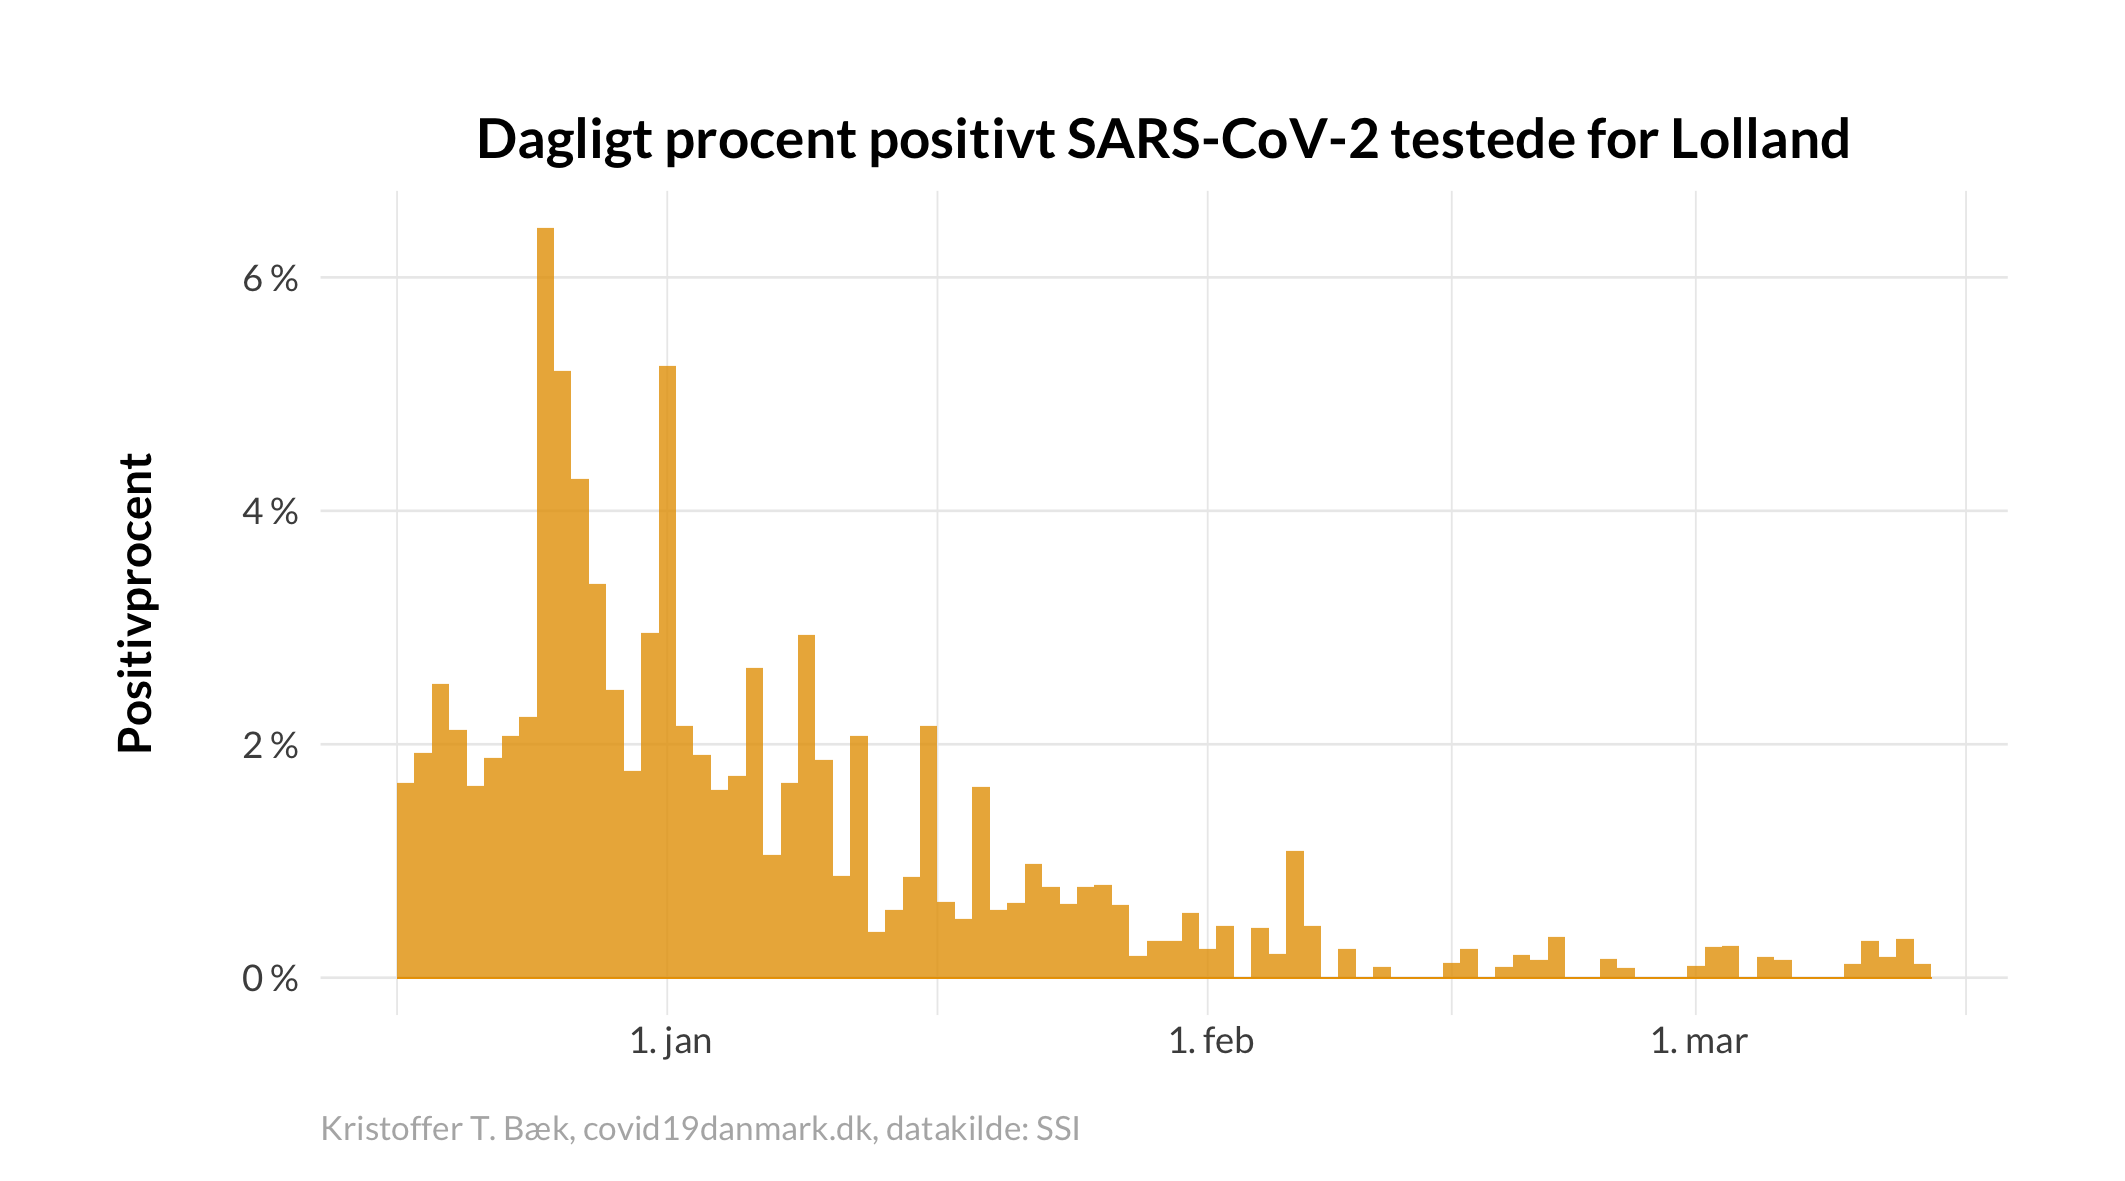 Dagligt procent positivt SARS-CoV-2 testede for Lolland
Positivprocent
6 %
4 %
2 %
0 %
1. jan
1. feb
1. mar
Kristoffer T. Bæk, covid19danmark.dk, datakilde: SSI